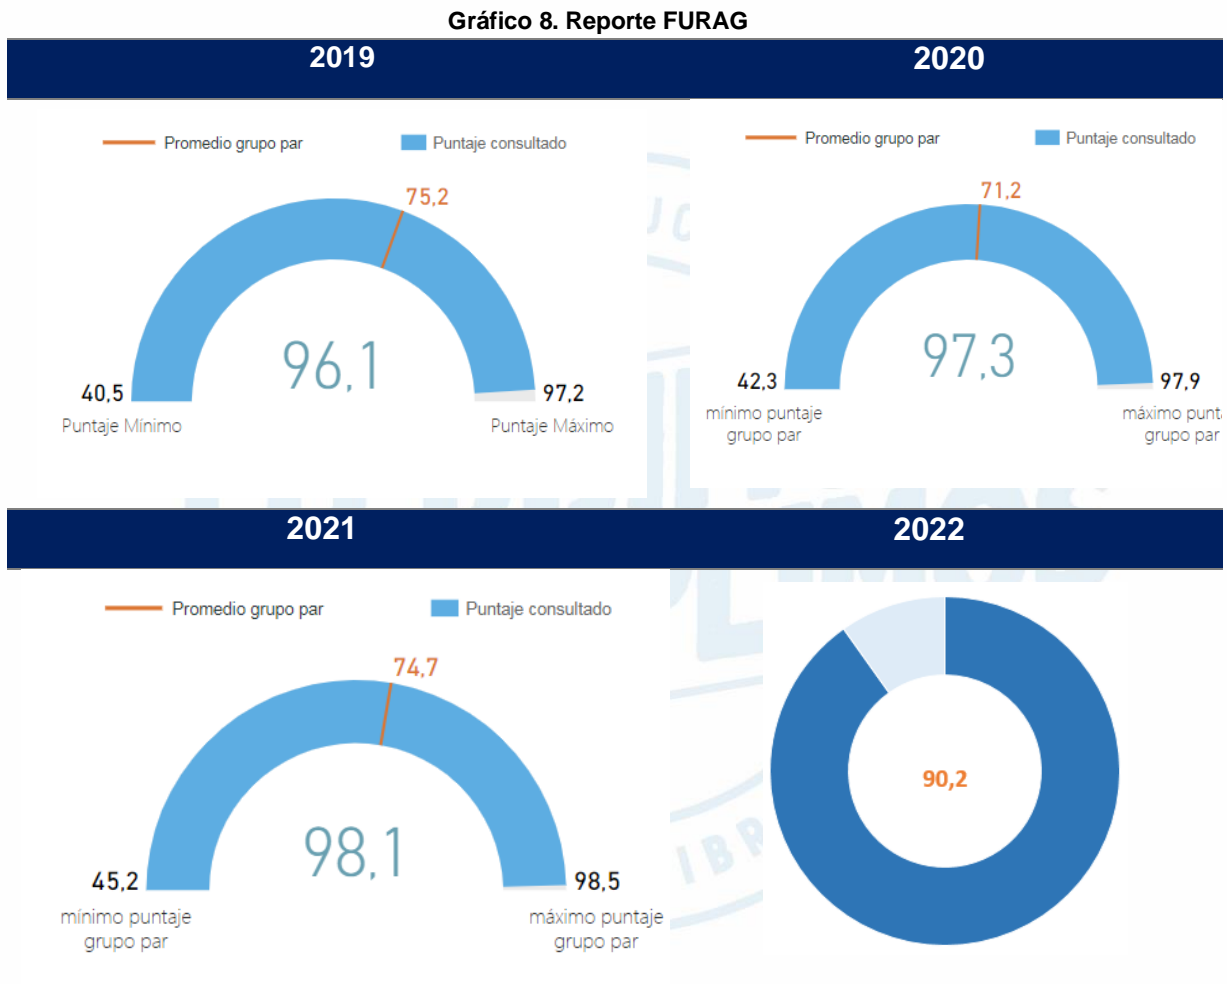 Gráfico 8. Reporte FURAG
2019
2020
Promedio grupo par
Puntaje consultado
75,2
96,1
40,5
Puntaje Mínimo
97,2
Puntaje Máximo
Promedio grupo par
Puntaje consultado
71,2
97,3
42,3
mínimo puntaje
grupo par
97,9
máximo punta
grupo par
2021
2022
Promedio grupo par
Puntaje consultado
74,7
98,1
45,2
mínimo puntaje
grupo par
98,5
máximo puntaje
grupo par
90,2